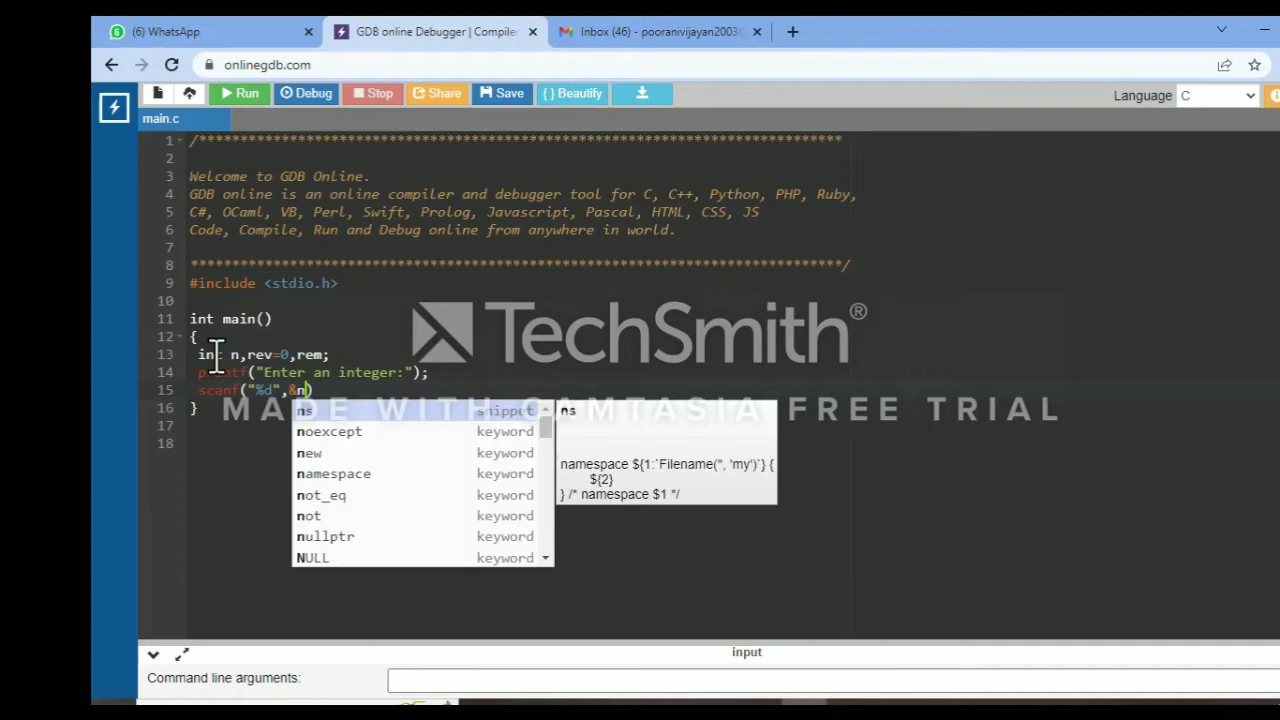 (6) WhatsApp
GDB online Debugger | Compiler
Inbox (46) - pooranivijayan2003@
onlinegdb.com
Run
Debug
Stop
Share
Save
{ } Beautify
Language C
main.c
1 /******************************************************************************
2
3 Welcome to GDB Online.
4 GDB online is an online compiler and debugger tool for C, C++, Python, PHP, Ruby,
5 C#, OCaml, VB, Perl, Swift, Prolog, Javascript, Pascal, HTML, CSS, JS
6 Code, Compile, Run and Debug online from anywhere in world.
7
8 *******************************************************************************/
9 #include <stdio.h>
10
11 int main()
12 {
13 int n,rev=0,rem;
14 printf("Enter an integer:");
15 scanf("%d",&n)
16 }
17
18
TechSmith®
MADE WITH CAMTASIA FREE TRIAL
ns snippet
noexcept keyword
new keyword
namespace keyword
not_eq keyword
not keyword
nullptr keyword
NULL keyword
ns
namespace ${1:`Filename('', 'my')`} {
${2}
} /* namespace $1 */
input
Command line arguments: